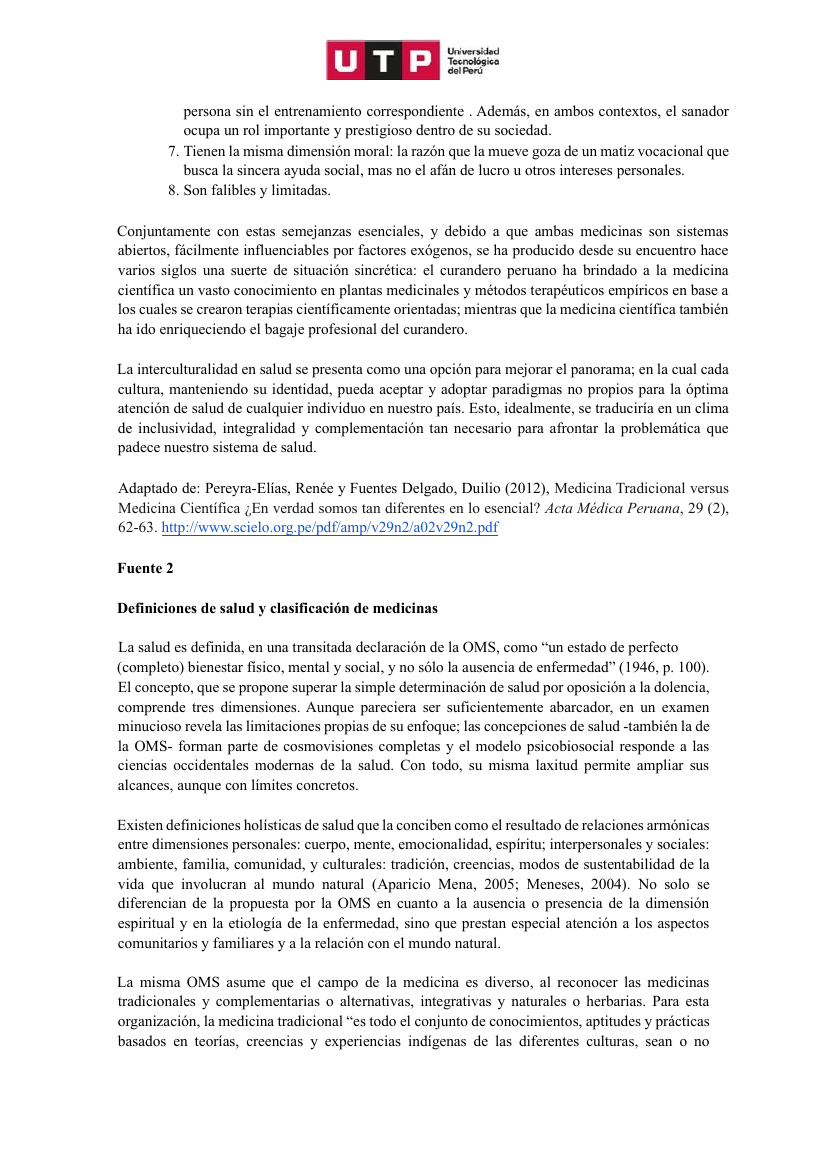 UTP Universidad
Tecnológica
del Perú
persona sin el entrenamiento correspondiente . Además, en ambos contextos, el sanador
ocupa un rol importante y prestigioso dentro de su sociedad.
7. Tienen la misma dimensión moral: la razón que la mueve goza de un matiz vocacional que
busca la sincera ayuda social, mas no el afán de lucro u otros intereses personales.
8. Son falibles y limitadas.
Conjuntamente con estas semejanzas esenciales, y debido a que ambas medicinas son sistemas
abiertos, fácilmente influenciables por factores exógenos, se ha producido desde su encuentro hace
varios siglos una suerte de situación sincrética: el curandero peruano ha brindado a la medicina
científica un vasto conocimiento en plantas medicinales y métodos terapéuticos empíricos en base a
los cuales se crearon terapias científicamente orientadas; mientras que la medicina científica también
ha ido enriqueciendo el bagaje profesional del curandero.
La interculturalidad en salud se presenta como una opción para mejorar el panorama; en la cual cada
cultura, manteniendo su identidad, pueda aceptar y adoptar paradigmas no propios para la óptima
atención de salud de cualquier individuo en nuestro país. Esto, idealmente, se traduciría en un clima
de inclusividad, integralidad y complementación tan necesario para afrontar la problemática que
padece nuestro sistema de salud.
Adaptado de: Pereyra-Elías, Renée y Fuentes Delgado, Duilio (2012), Medicina Tradicional versus
Medicina Científica ¿En verdad somos tan diferentes en lo esencial? Acta Médica Peruana, 29 (2),
62-63. http://www.scielo.org.pe/pdf/amp/v29n2/a02v29n2.pdf
Fuente 2
Definiciones de salud y clasificación de medicinas
La salud es definida, en una transitada declaración de la OMS, como “un estado de perfecto
(completo) bienestar físico, mental y social, y no sólo la ausencia de enfermedad” (1946, p. 100).
El concepto, que se propone superar la simple determinación de salud por oposición a la dolencia,
comprende tres dimensiones. Aunque pareciera ser suficientemente abarcador, en un examen
minucioso revela las limitaciones propias de su enfoque; las concepciones de salud -también la de
la OMS- forman parte de cosmovisiones completas y el modelo psicobiosocial responde a las
ciencias occidentales modernas de la salud. Con todo, su misma laxitud permite ampliar sus
alcances, aunque con límites concretos.
Existen definiciones holísticas de salud que la conciben como el resultado de relaciones armónicas
entre dimensiones personales: cuerpo, mente, emocionalidad, espíritu; interpersonales y sociales:
ambiente, familia, comunidad, y culturales: tradición, creencias, modos de sustentabilidad de la
vida que involucran al mundo natural (Aparicio Mena, 2005; Meneses, 2004). No solo se
diferencian de la propuesta por la OMS en cuanto a la ausencia o presencia de la dimensión
espiritual y en la etiología de la enfermedad, sino que prestan especial atención a los aspectos
comunitarios y familiares y a la relación con el mundo natural.
La misma OMS asume que el campo de la medicina es diverso, al reconocer las medicinas
tradicionales y complementarias o alternativas, integrativas y naturales o herbarias. Para esta
organización, la medicina tradicional “es todo el conjunto de conocimientos, aptitudes y prácticas
basados en teorías, creencias y experiencias indígenas de las diferentes culturas, sean o no